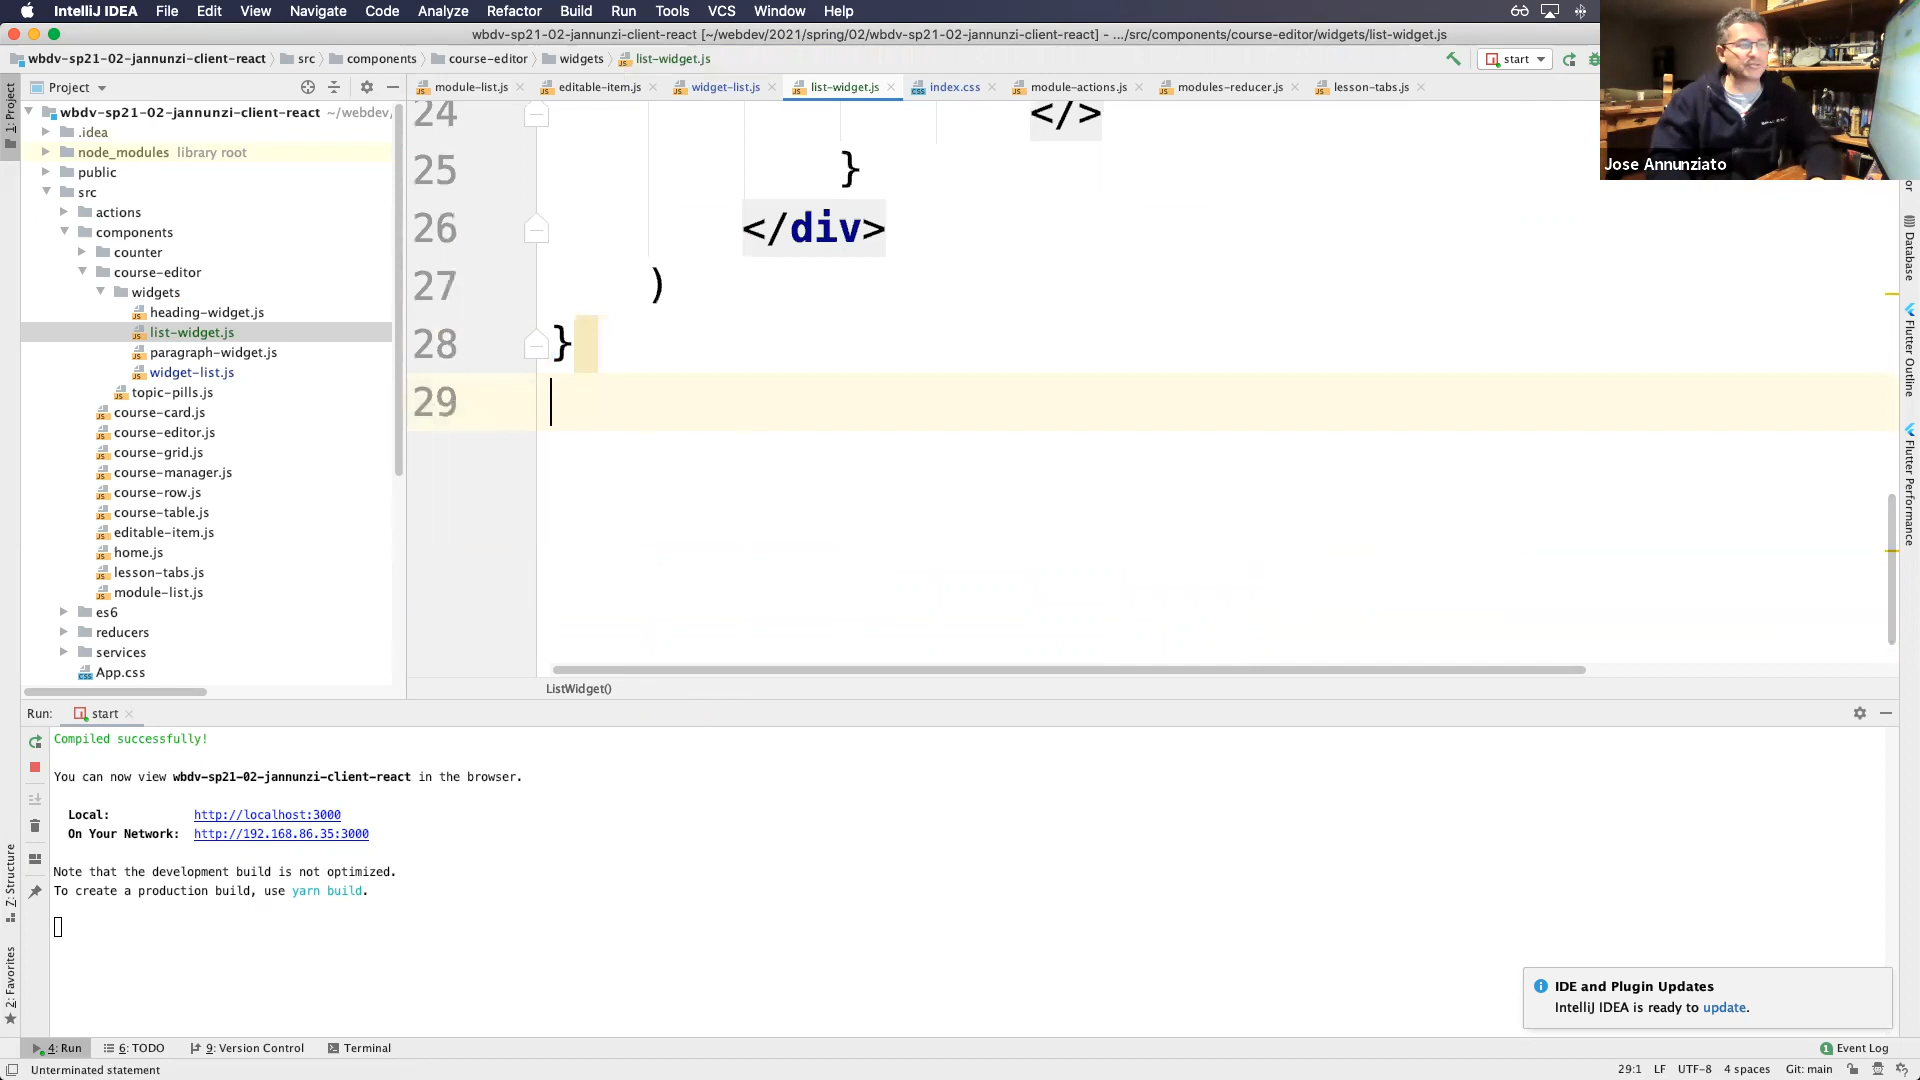 IntelliJ IDEA File Edit View Navigate Code Analyze Refactor Build Run Tools VCS Window Help
wbdv-sp21-02-jannunzi-client-react [~/webdev/2021/spring/02/wbdv-sp21-02-jannunzi-client-react] - .../src/components/course-editor/widgets/list-widget.js
wbdv-sp21-02-jannunzi-client-react src components course-editor widgets list-widget.js start
Project
module-list.js editable-item.js widget-list.js list-widget.js index.css module-actions.js modules-reducer.js lesson-tabs.js
Jose Annunziato
1: Project
wbdv-sp21-02-jannunzi-client-react ~/webdev/
.idea
node_modules library root
public
src
actions
components
counter
course-editor
widgets
heading-widget.js
list-widget.js
paragraph-widget.js
widget-list.js
topic-pills.js
course-card.js
course-editor.js
course-grid.js
course-manager.js
course-row.js
course-table.js
editable-item.js
home.js
lesson-tabs.js
module-list.js
es6
reducers
services
App.css
24 </>
25 }
26 </div>
27 )
28 }
29
ListWidget()
Database
Flutter Outline
Flutter Performance
Run: start
Compiled successfully!
You can now view wbdv-sp21-02-jannunzi-client-react in the browser.
Local: http://localhost:3000
On Your Network: http://192.168.86.35:3000
Note that the development build is not optimized.
To create a production build, use yarn build.
7: Structure
2: Favorites
IDE and Plugin Updates
IntelliJ IDEA is ready to update.
4: Run 6: TODO 9: Version Control Terminal 1 Event Log
Unterminated statement 29:1 LF UTF-8 4 spaces Git: main